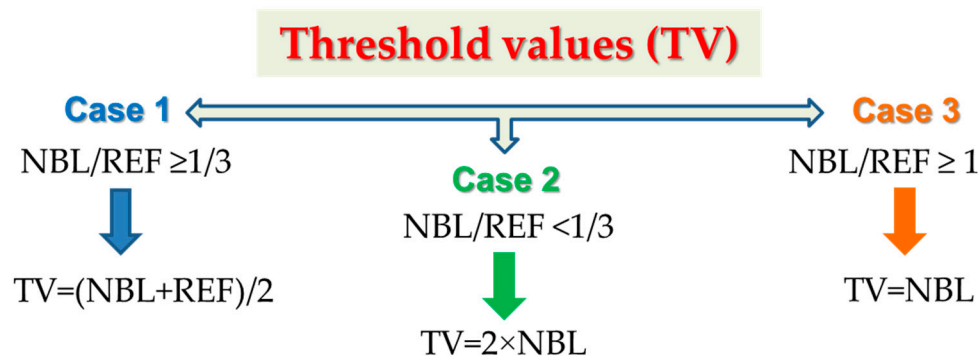 Threshold values (TV)
Case 1
NBL/REF ≥1/3
TV=(NBL+REF)/2
Case 2
NBL/REF <1/3
TV=2×NBL
Case 3
NBL/REF ≥ 1
TV=NBL